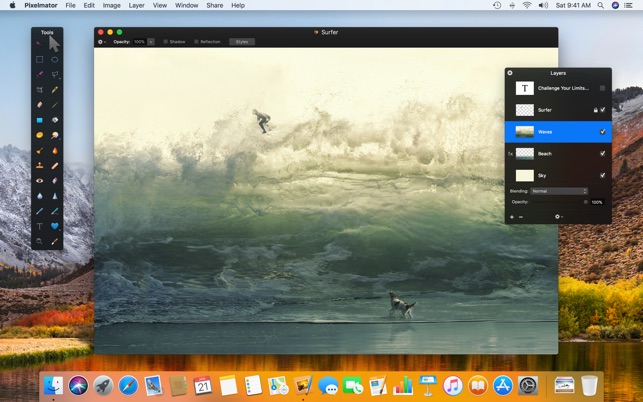 Pixelmator File Edit Image Layer View Window Share Help Sat 9:41 AM
Tools
Surfer
Opacity: 100% Shadow Reflection Styles
Layers
T Challenge Your Limits...
Surfer
Waves
fx Beach
Sky
Blending: Normal
Opacity: 100%
T
21